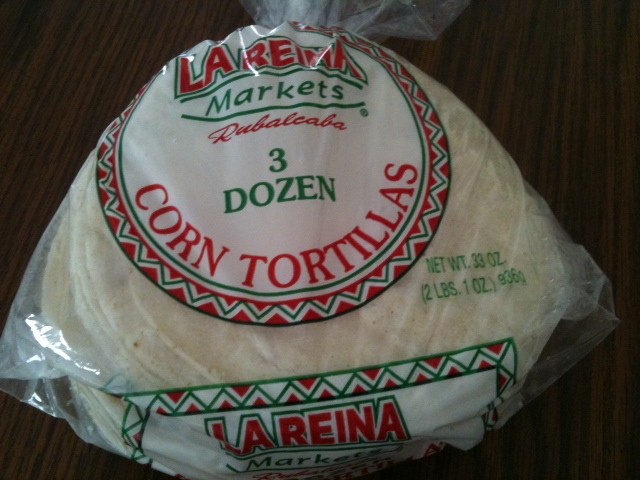 LA REINA
Markets®
Rubalcaba
3
DOZEN
CORN TORTILLAS
NET WT. 33 OZ.
(2 LBS. 1 OZ.) 936g
LA REINA
Markets